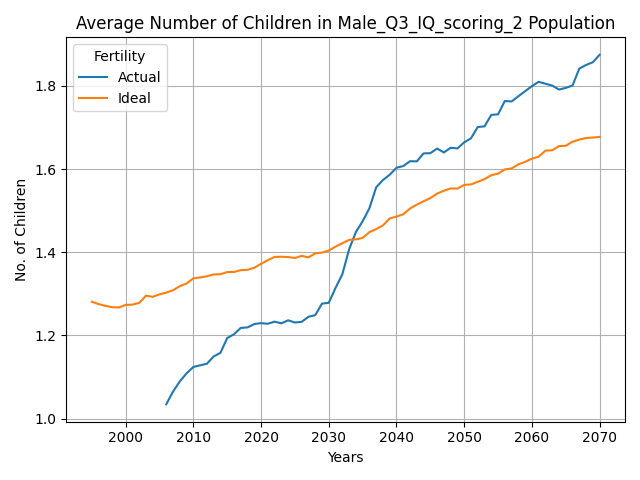 Average Number of Children in Male_Q3_IQ_scoring_2 Population
Fertility
Actual
Ideal
No. of Children
1.8
1.6
1.4
1.2
1.0
2000 2010 2020 2030 2040 2050 2060 2070
Years